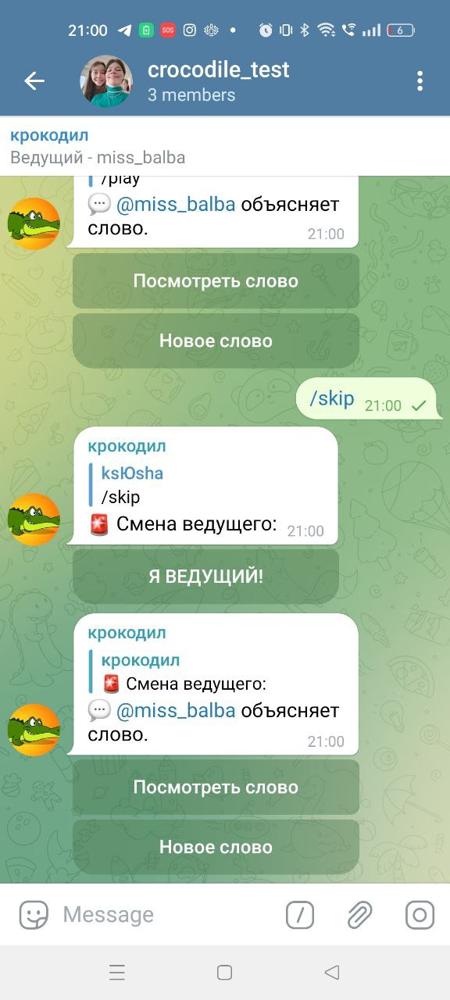 21:00
SOS
6
crocodile_test
3 members
крокодил
Ведущий - miss_balba
/play
💬 @miss_balba объясняет
слово.
21:00
Посмотреть слово
Новое слово
/skip 21:00
крокодил
ksЮsha
/skip
🚨 Смена ведущего: 21:00
Я ВЕДУЩИЙ!
крокодил
крокодил
🚨 Смена ведущего:
💬 @miss_balba объясняет
слово.
21:00
Посмотреть слово
Новое слово
Message